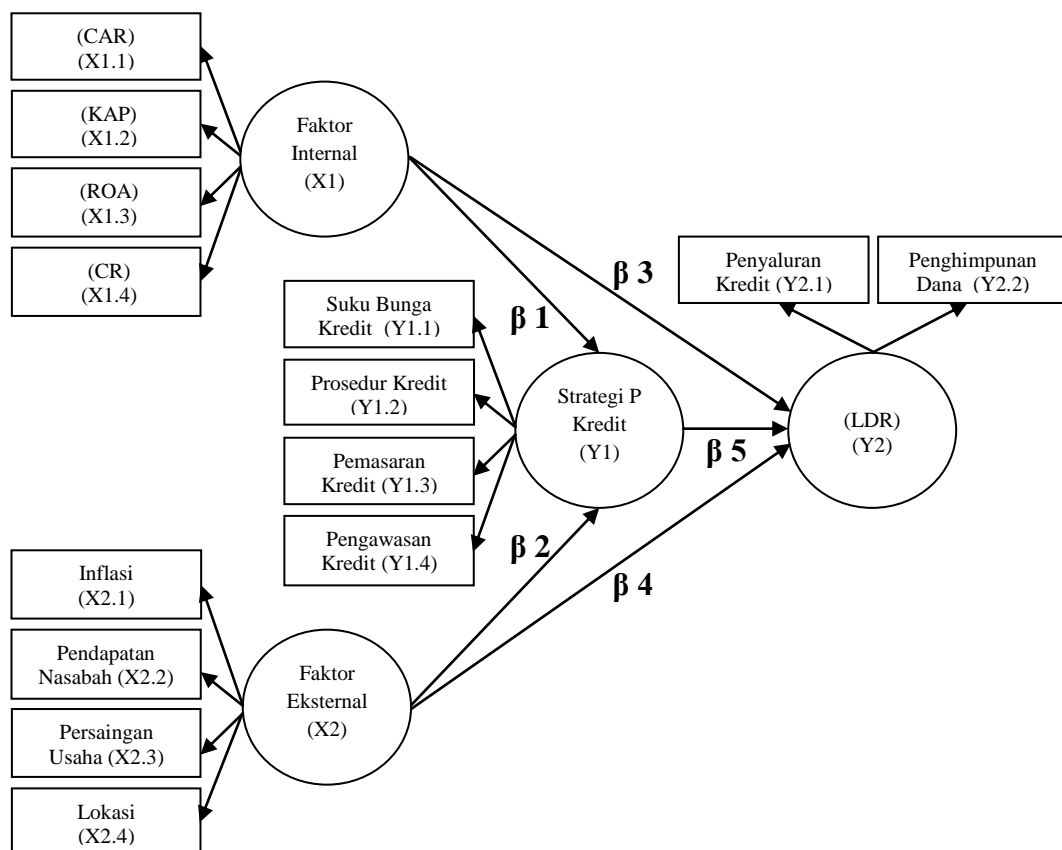 (CAR)
(X1.1)
(KAP)
(X1.2)
(ROA)
(X1.3)
(CR)
(X1.4)
Faktor
Internal
(X1)
β 3
β 1
Penyaluran
Kredit (Y2.1)
Penghimpunan
Dana (Y2.2)
Suku Bunga
Kredit (Y1.1)
Prosedur Kredit
(Y1.2)
Pemasaran
Kredit (Y1.3)
Pengawasan
Kredit (Y1.4)
Strategi P
Kredit
(Y1)
β 5
(LDR)
(Y2)
β 2
β 4
Inflasi
(X2.1)
Pendapatan
Nasabah (X2.2)
Persaingan
Usaha (X2.3)
Lokasi
(X2.4)
Faktor
Eksternal
(X2)